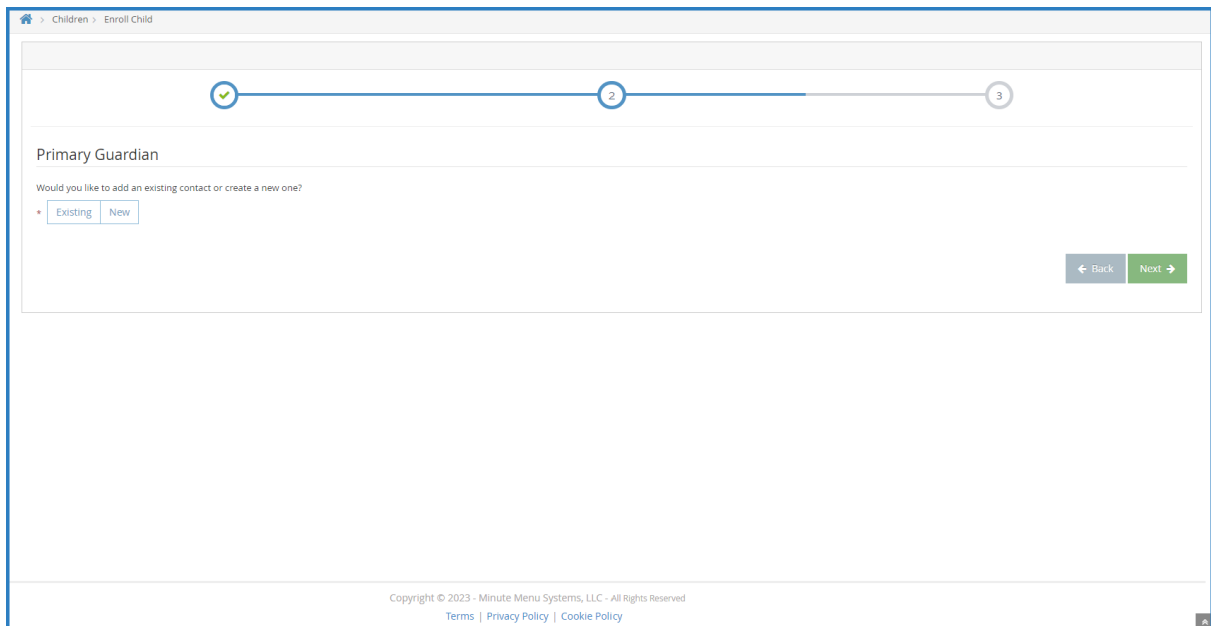 Children > Enroll Child
2
3
Primary Guardian
Would you like to add an existing contact or create a new one?
* Existing New
Back Next
Copyright © 2023 - Minute Menu Systems, LLC - All Rights Reserved
Terms | Privacy Policy | Cookie Policy